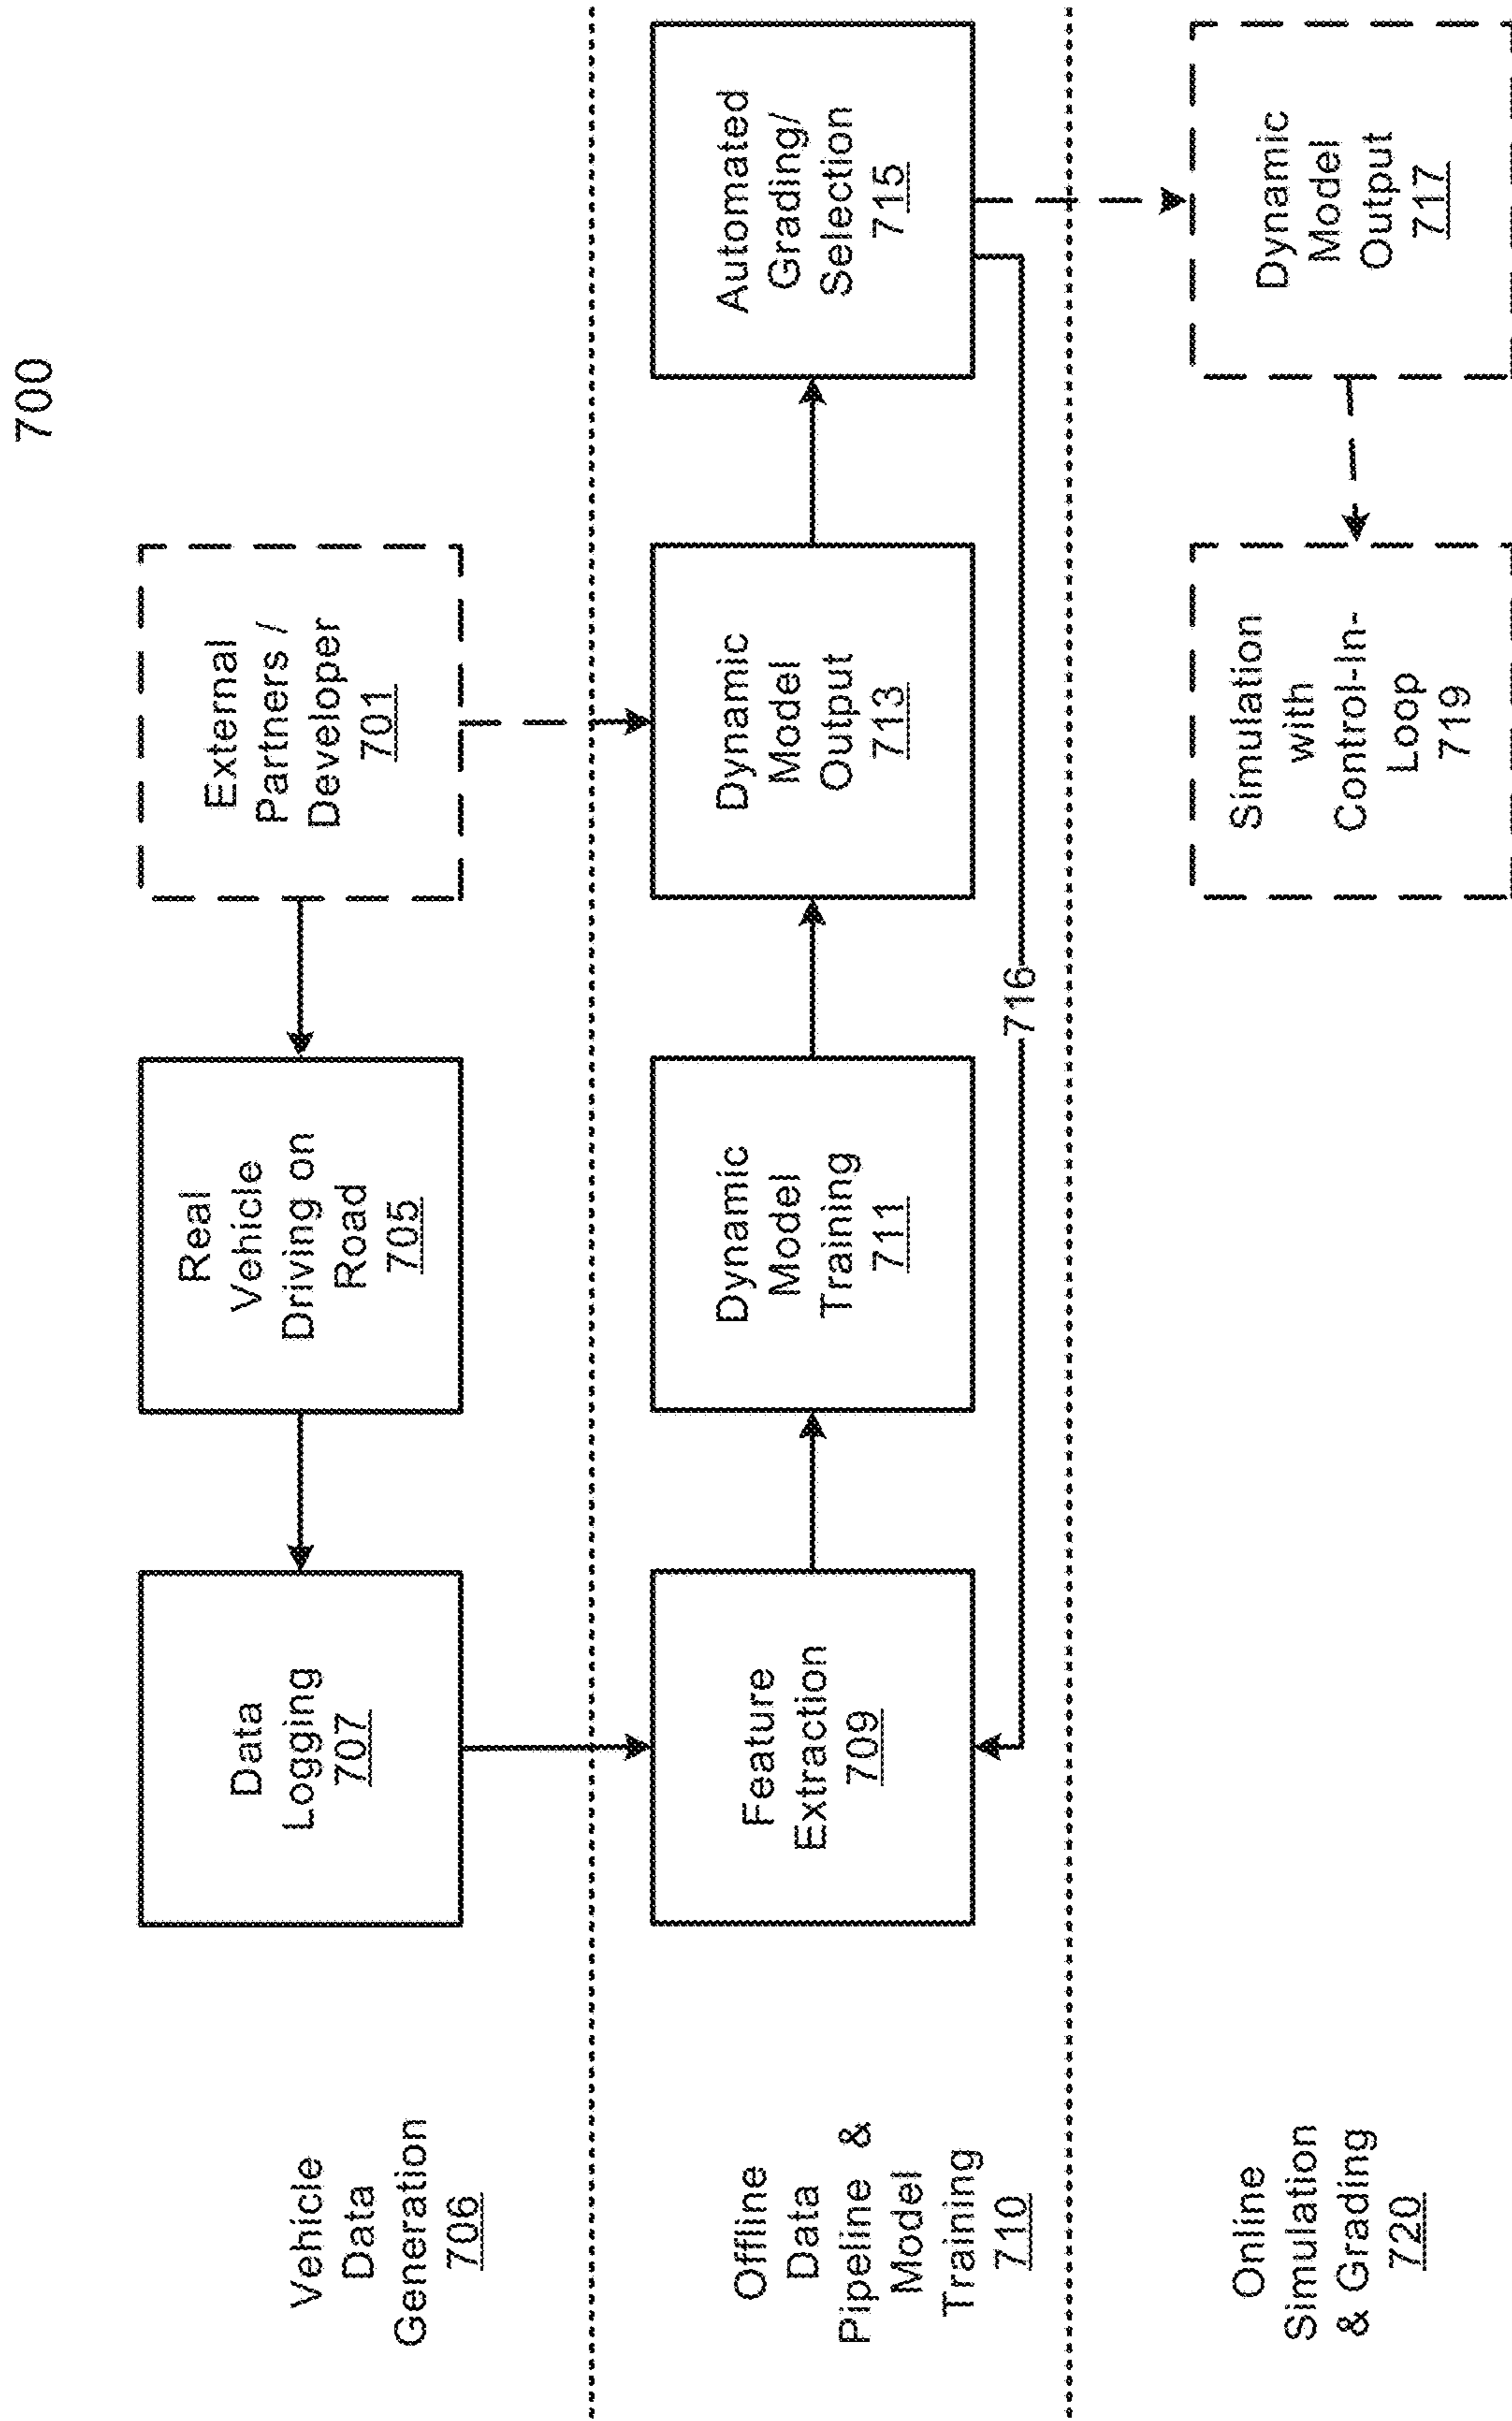 700
Vehicle
Data
Generation
706
Data
Logging
707
Real
Vehicle
Driving on
Road
705
External
Partners /
Developer
701
Offline
Data
Pipeline &
Model
Training
710
Feature
Extraction
709
Dynamic
Model
Training
711
Dynamic
Model
Output
713
Automated
Grading/
Selection
715
716
Online
Simulation
& Grading
720
Simulation
with
Control-In-
Loop
719
Dynamic
Model
Output
717